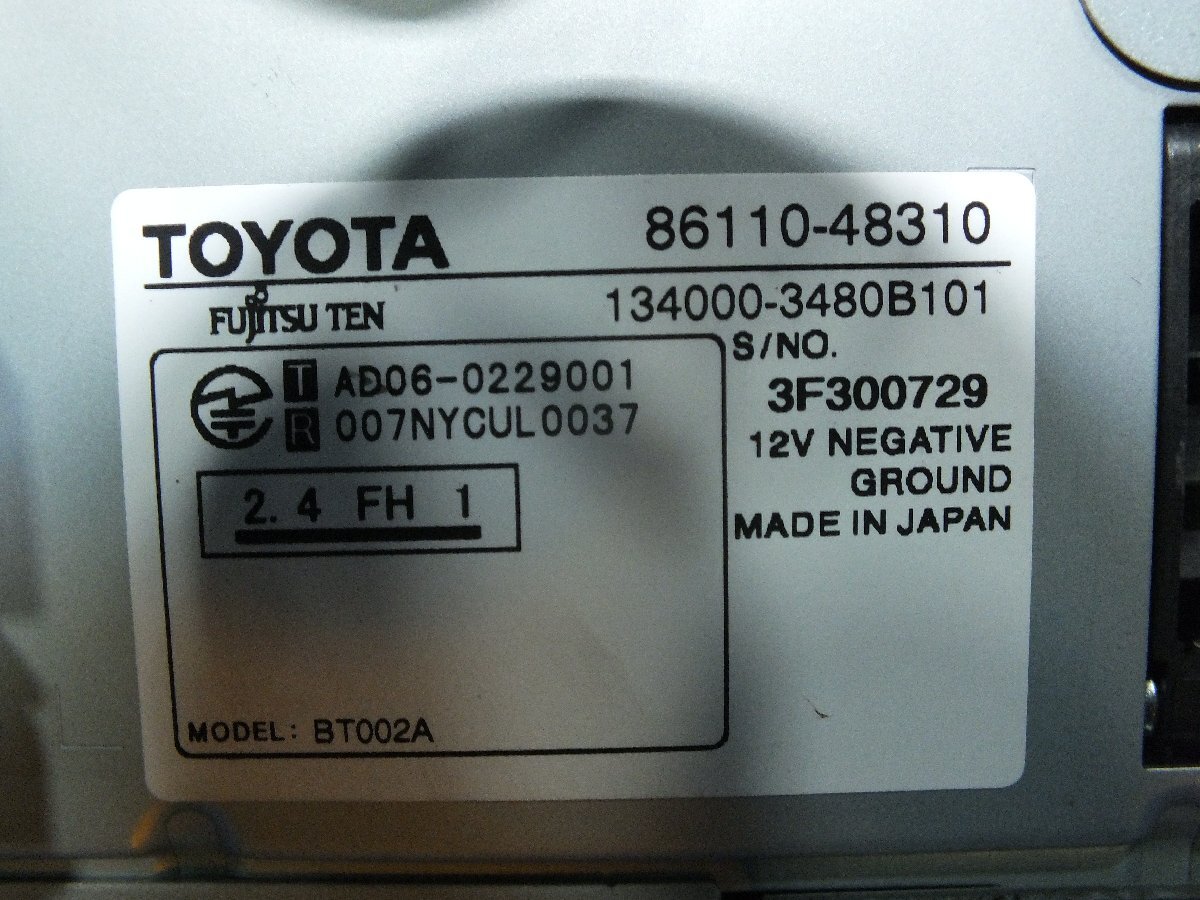 TOYOTA 86110-48310
FUJITSU TEN 134000-3480B101
S/NO.
3F300729
12V NEGATIVE
GROUND
MADE IN JAPAN
T AD06-0229001
R 007NYCUL0037
2.4 FH 1
MODEL: BT002A